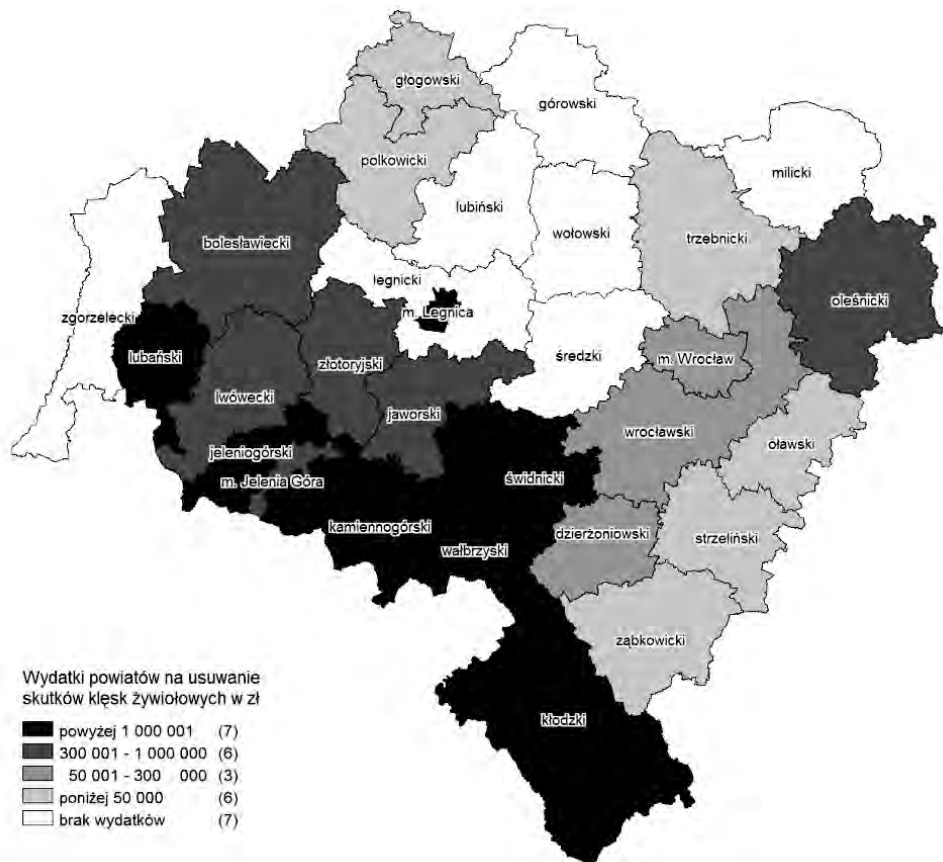 głogowski
górowski
polkowicki
milicki
lubiński
wołowski
trzebnicki
bolesławiecki
legnicki
oleśnicki
m. Legnica
zgorzelecki
lubański
złotoryjski
średzki
m. Wrocław
lwówecki
jaworski
wrocławski
oławski
jeleniogórski
m. Jelenia Góra
świdnicki
kamiennogórski
dzierżoniowski
strzeliński
wałbrzyski
ząbkowicki
kłodzki
Wydatki powiatów na usuwanie
skutków klęsk żywiołowych w zł
powyżej 1 000 001 (7)
300 001 - 1 000 000 (6)
50 001 - 300 000 (3)
poniżej 50 000 (6)
brak wydatków (7)